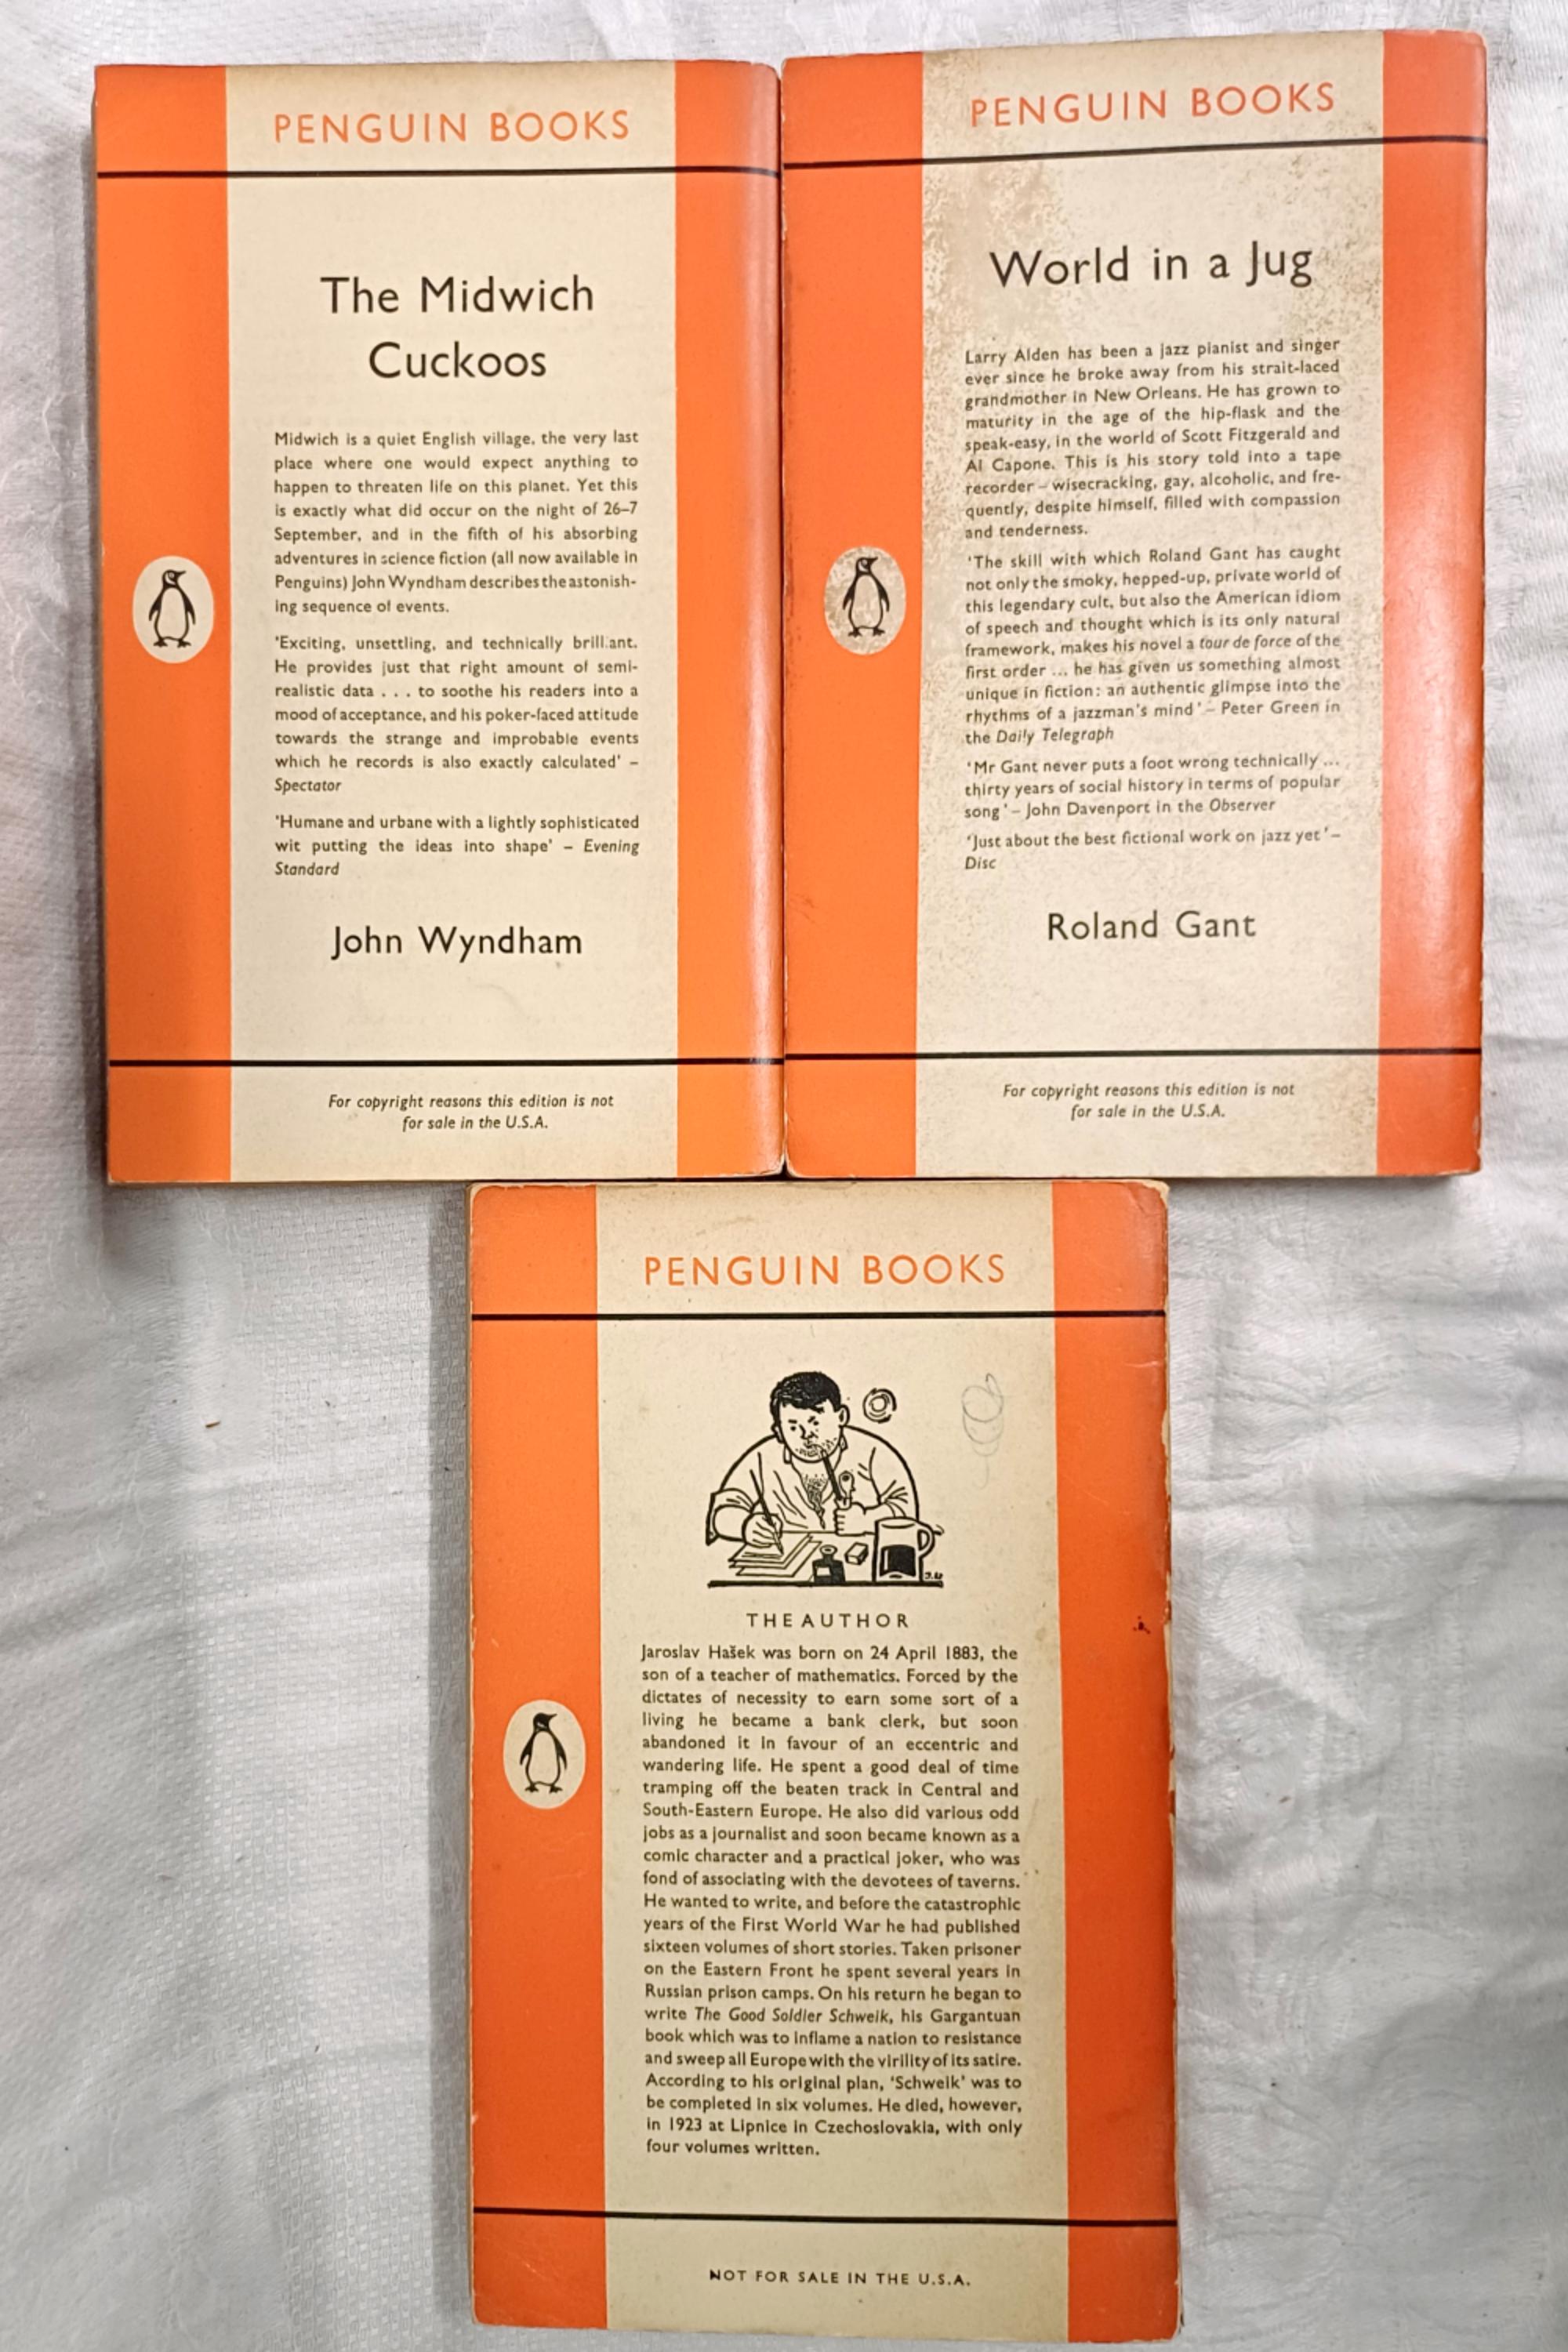 PENGUIN BOOKS
The Midwich
Cuckoos
Midwich is a quiet English village, the very last
place where one would expect anything to
happen to threaten life on this planet. Yet this
is exactly what did occur on the night of 26–7
September, and in the fifth of his absorbing
adventures in science fiction (all now available in
Penguins) John Wyndham describes the astonish-
ing sequence of events.
'Exciting, unsettling, and technically brilliant.
He provides just that right amount of semi-
realistic data . . . to soothe his readers into a
mood of acceptance, and his poker-faced attitude
towards the strange and improbable events
which he records is also exactly calculated' –
Spectator
'Humane and urbane with a lightly sophisticated
wit putting the ideas into shape' – Evening
Standard
John Wyndham
For copyright reasons this edition is not
for sale in the U.S.A.
PENGUIN BOOKS
World in a Jug
Larry Alden has been a jazz pianist and singer
ever since he broke away from his strait-laced
grandmother in New Orleans. He has grown to
maturity in the age of the hip-flask and the
speak-easy, in the world of Scott Fitzgerald and
Al Capone. This is his story told into a tape
recorder – wisecracking, gay, alcoholic, and fre-
quently, despite himself, filled with compassion
and tenderness.
'The skill with which Roland Gant has caught
not only the smoky, hepped-up, private world of
this legendary cult, but also the American idiom
of speech and thought which is its only natural
framework, makes his novel a tour de force of the
first order ... he has given us something almost
unique in fiction: an authentic glimpse into the
rhythms of a jazzman's mind' – Peter Green in
the Daily Telegraph
'Mr Gant never puts a foot wrong technically ...
thirty years of social history in terms of popular
song' – John Davenport in the Observer
'Just about the best fictional work on jazz yet' –
Disc
Roland Gant
For copyright reasons this edition is not
for sale in the U.S.A.
PENGUIN BOOKS
THE AUTHOR
Jaroslav Hašek was born on 24 April 1883, the
son of a teacher of mathematics. Forced by the
dictates of necessity to earn some sort of a
living he became a bank clerk, but soon
abandoned it in favour of an eccentric and
wandering life. He spent a good deal of time
tramping off the beaten track in Central and
South-Eastern Europe. He also did various odd
jobs as a journalist and soon became known as a
comic character and a practical joker, who was
fond of associating with the devotees of taverns.
He wanted to write, and before the catastrophic
years of the First World War he had published
sixteen volumes of short stories. Taken prisoner
on the Eastern Front he spent several years in
Russian prison camps. On his return he began to
write The Good Soldier Schweik, his Gargantuan
book which was to inflame a nation to resistance
and sweep all Europe with the virility of its satire.
According to his original plan, 'Schweik' was to
be completed in six volumes. He died, however,
in 1923 at Lipnice in Czechoslovakia, with only
four volumes written.
NOT FOR SALE IN THE U.S.A.